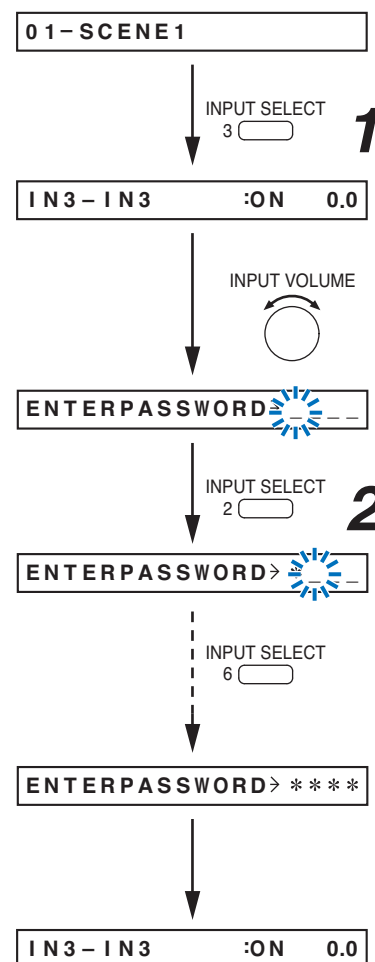 01-SCENE1
INPUT SELECT
3
1
IN3-IN3 :ON 0.0
INPUT VOLUME
ENTERPASSWORD> _ _ _ _
INPUT SELECT
2
2
ENTERPASSWORD> * _ _ _
INPUT SELECT
6
ENTERPASSWORD> ****
IN3-IN3 :ON 0.0